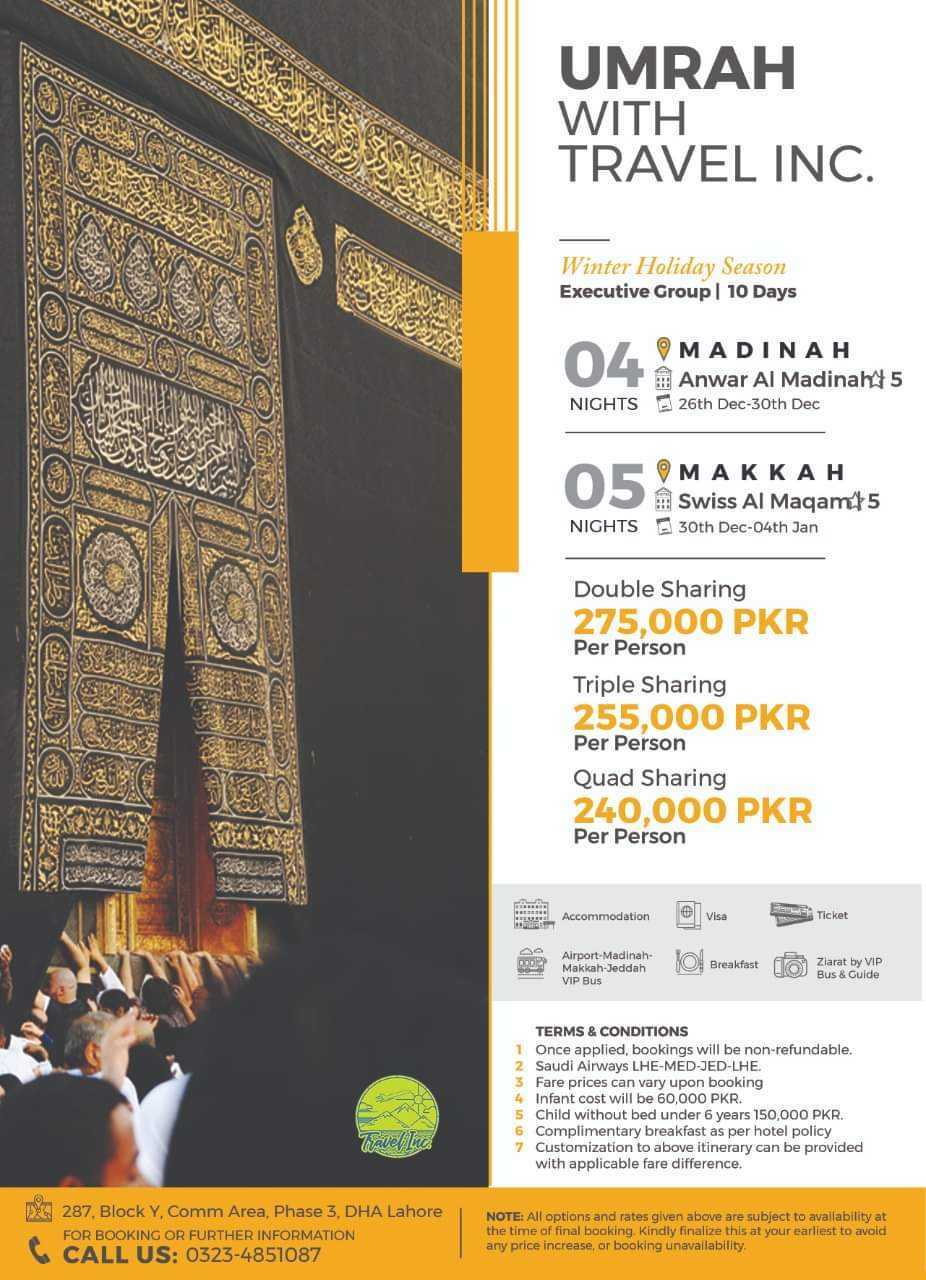 UMRAH
WITH
TRAVEL INC.
Winter Holiday Season
Executive Group | 10 Days
04
NIGHTS
MADINAH
Anwar Al Madinah 5
26th Dec-30th Dec
05
NIGHTS
MAKKAH
Swiss Al Maqam 5
30th Dec-04th Jan
Double Sharing
275,000 PKR
Per Person
Triple Sharing
255,000 PKR
Per Person
Quad Sharing
240,000 PKR
Per Person
Accommodation
Visa
Ticket
Airport-Madinah-
Makkah-Jeddah
VIP Bus
Breakfast
Ziarat by VIP
Bus & Guide
TERMS & CONDITIONS
1 Once applied, bookings will be non-refundable.
2 Saudi Airways LHE-MED-JED-LHE.
3 Fare prices can vary upon booking
4 Infant cost will be 60,000 PKR.
5 Child without bed under 6 years 150,000 PKR.
6 Complimentary breakfast as per hotel policy
7 Customization to above itinerary can be provided
with applicable fare difference.
Travel Inc.
287, Block Y, Comm Area, Phase 3, DHA Lahore
FOR BOOKING OR FURTHER INFORMATION
CALL US: 0323-4851087
NOTE: All options and rates given above are subject to availability at
the time of final booking. Kindly finalize this at your earliest to avoid
any price increase, or booking unavailability.